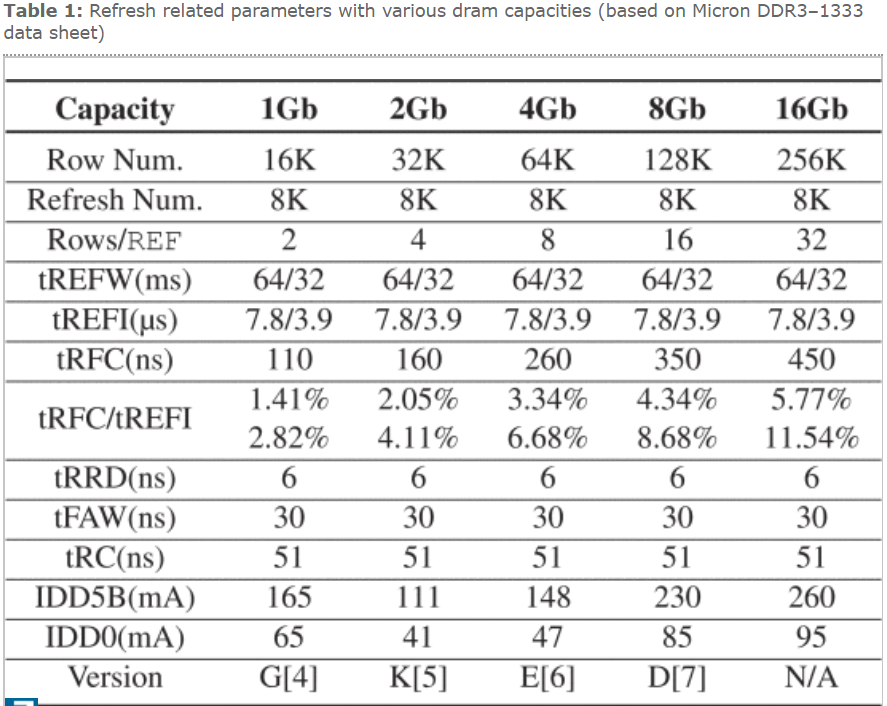 Table 1: Refresh related parameters with various dram capacities (based on Micron DDR3–1333
data sheet)
Capacity 1Gb 2Gb 4Gb 8Gb 16Gb
Row Num. 16K 32K 64K 128K 256K
Refresh Num. 8K 8K 8K 8K 8K
Rows/REF 2 4 8 16 32
tREFW(ms) 64/32 64/32 64/32 64/32 64/32
tREFI(μs) 7.8/3.9 7.8/3.9 7.8/3.9 7.8/3.9 7.8/3.9
tRFC(ns) 110 160 260 350 450
tRFC/tREFI 1.41% 2.05% 3.34% 4.34% 5.77%
2.82% 4.11% 6.68% 8.68% 11.54%
tRRD(ns) 6 6 6 6 6
tFAW(ns) 30 30 30 30 30
tRC(ns) 51 51 51 51 51
IDD5B(mA) 165 111 148 230 260
IDD0(mA) 65 41 47 85 95
Version G[4] K[5] E[6] D[7] N/A